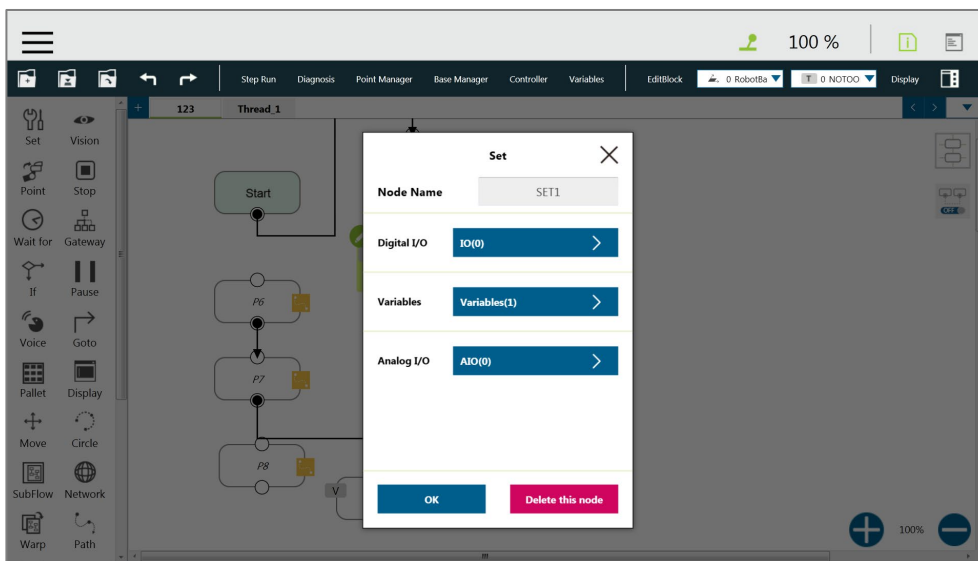 100 %
Step Run Diagnosis Point Manager Base Manager Controller Variables EditBlock 0 RobotBa T 0 NOTOO Display
+ 123 Thread_1
Set Vision
Point Stop
Wait for Gateway
If Pause
Voice Goto
Pallet Display
Move Circle
SubFlow Network
Warp Path
Start
P6
P7
P8
V
Set
Node Name SET1
Digital I/O IO(0)
Variables Variables(1)
Analog I/O AIO(0)
OK Delete this node
OFF
100%